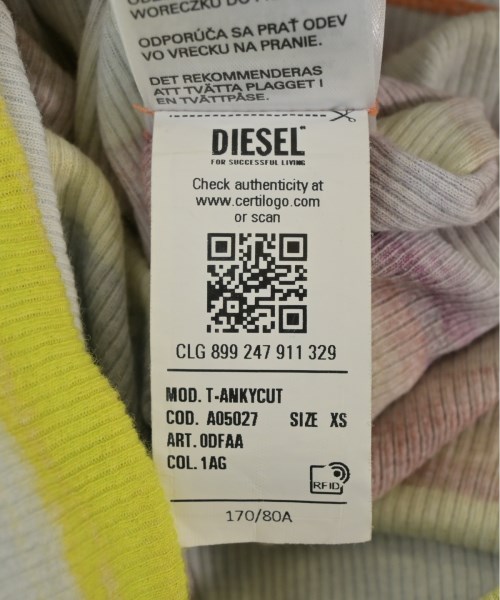 WORECZKU DO
ODPORÚČA SA PRAŤ ODEV
VO VRECKU NA PRANIE.
DET REKOMMENDERAS
ATT TVÄTTA PLAGGET I
EN TVÄTTPÅSE.
DIESEL
FOR SUCCESSFUL LIVING
Check authenticity at
www.certilogo.com
or scan
CLG 899 247 911 329
MOD. T-ANKYCUT
COD. A05027 SIZE XS
ART. 0DFAA
COL. 1AG
RFID
170/80A